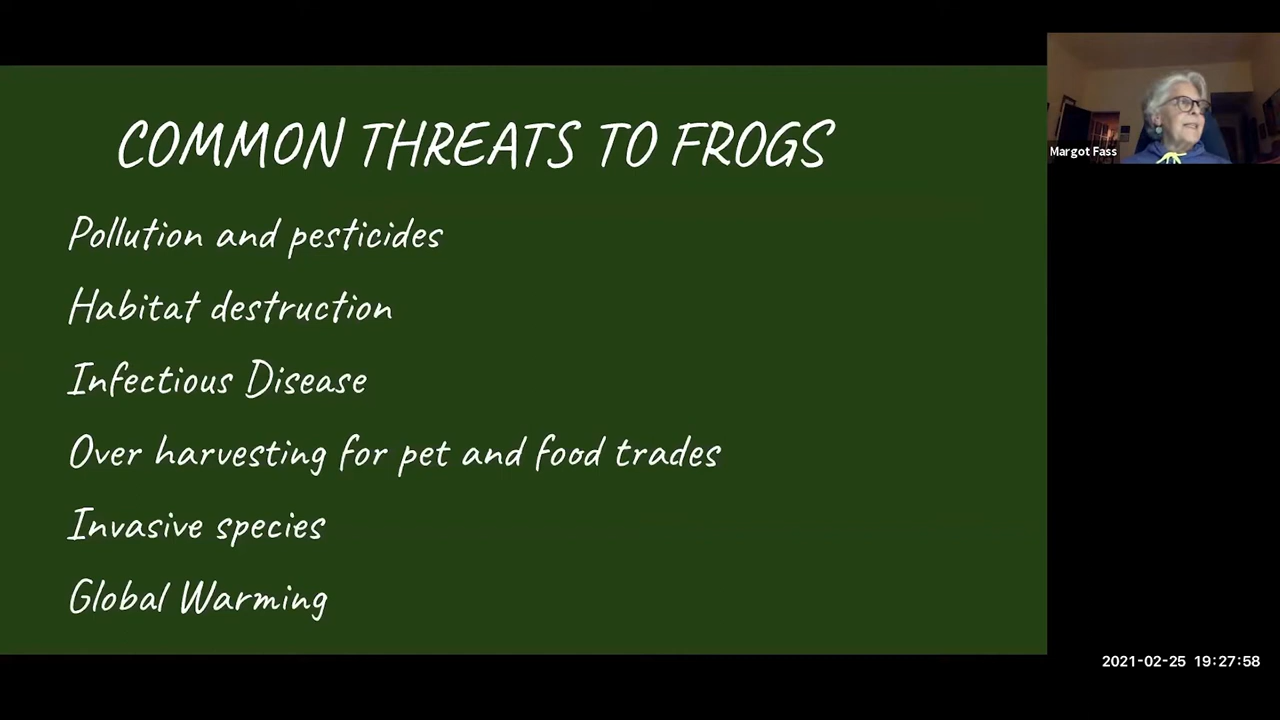 COMMON THREATS TO FROGS
Pollution and pesticides
Habitat destruction
Infectious Disease
Over harvesting for pet and food trades
Invasive species
Global Warming
Margot Fass
2021-02-25 19:27:58